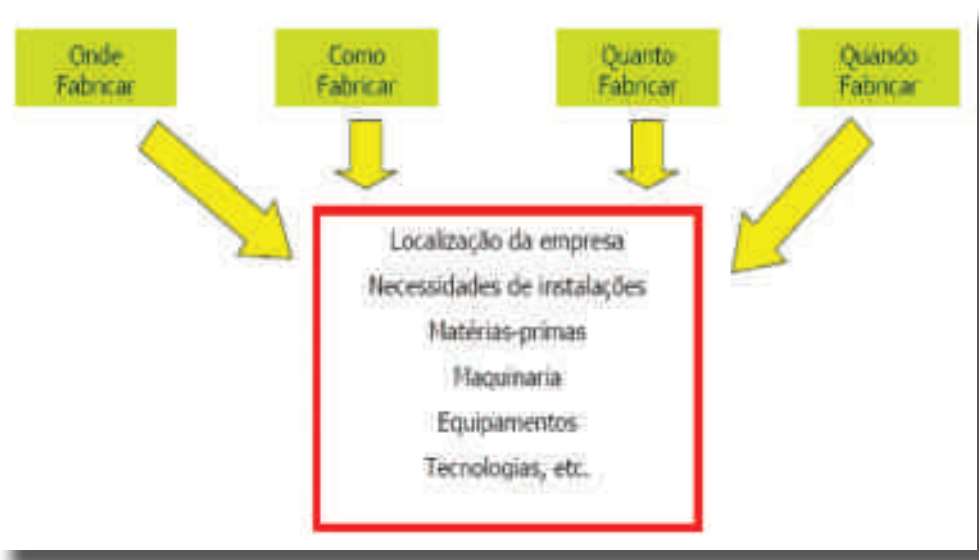 Onde
Fabricar
Como
Fabricar
Quanto
Fabricar
Quando
Fabricar
Localização da empresa
Necessidades de instalações
Matérias-primas
Maquinaria
Equipamentos
Tecnologias, etc.